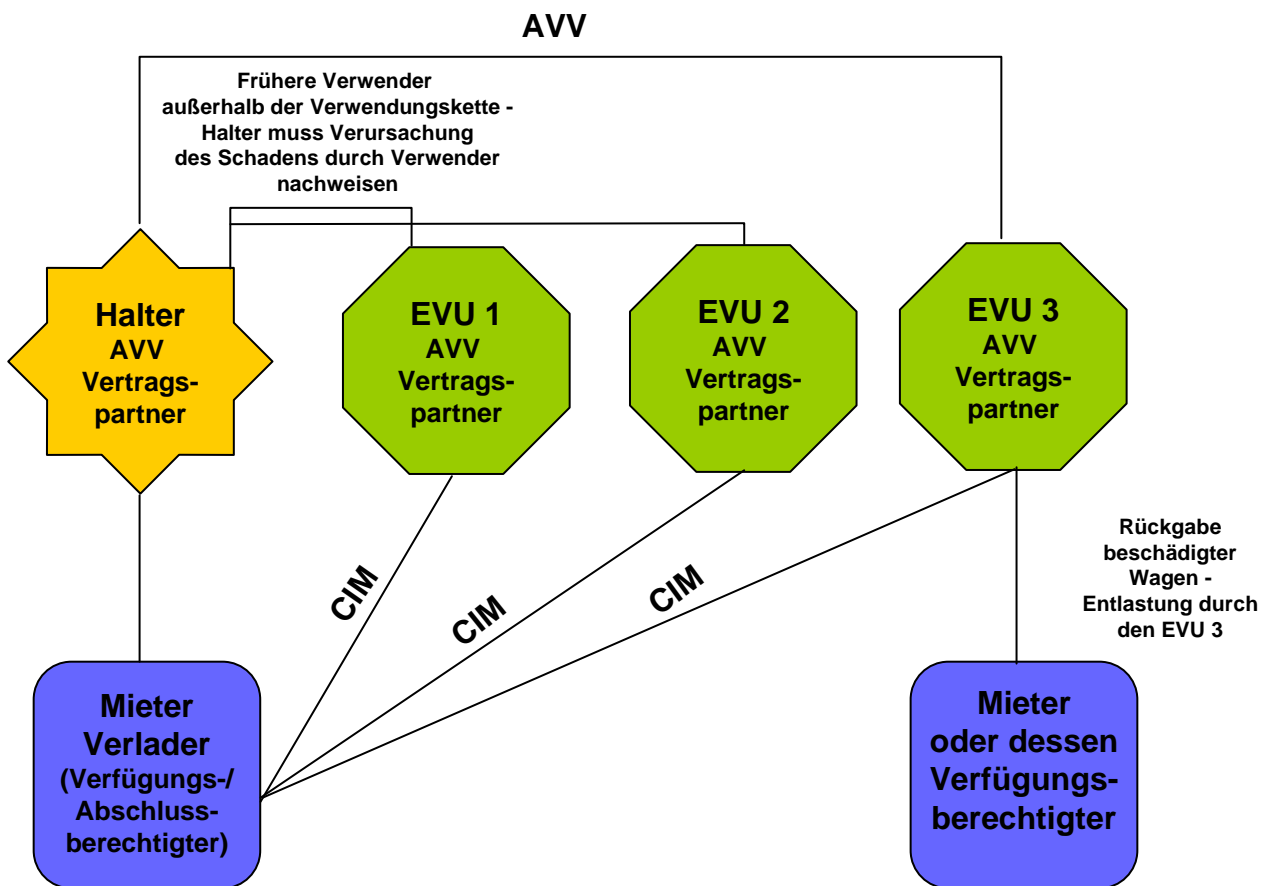 AVV
Frühere Verwender
außerhalb der Verwendungskette -
Halter muss Verursachung
des Schadens durch Verwender
nachweisen
Halter
AVV
Vertrags-
partner
EVU 1
AVV
Vertrags-
partner
EVU 2
AVV
Vertrags-
partner
EVU 3
AVV
Vertrags-
partner
CIM
CIM
CIM
Rückgabe
beschädigter
Wagen -
Entlastung durch
den EVU 3
Mieter
Verlader
(Verfügungs-/
Abschluss-
berechtigter)
Mieter
oder dessen
Verfügungs-
berechtigter